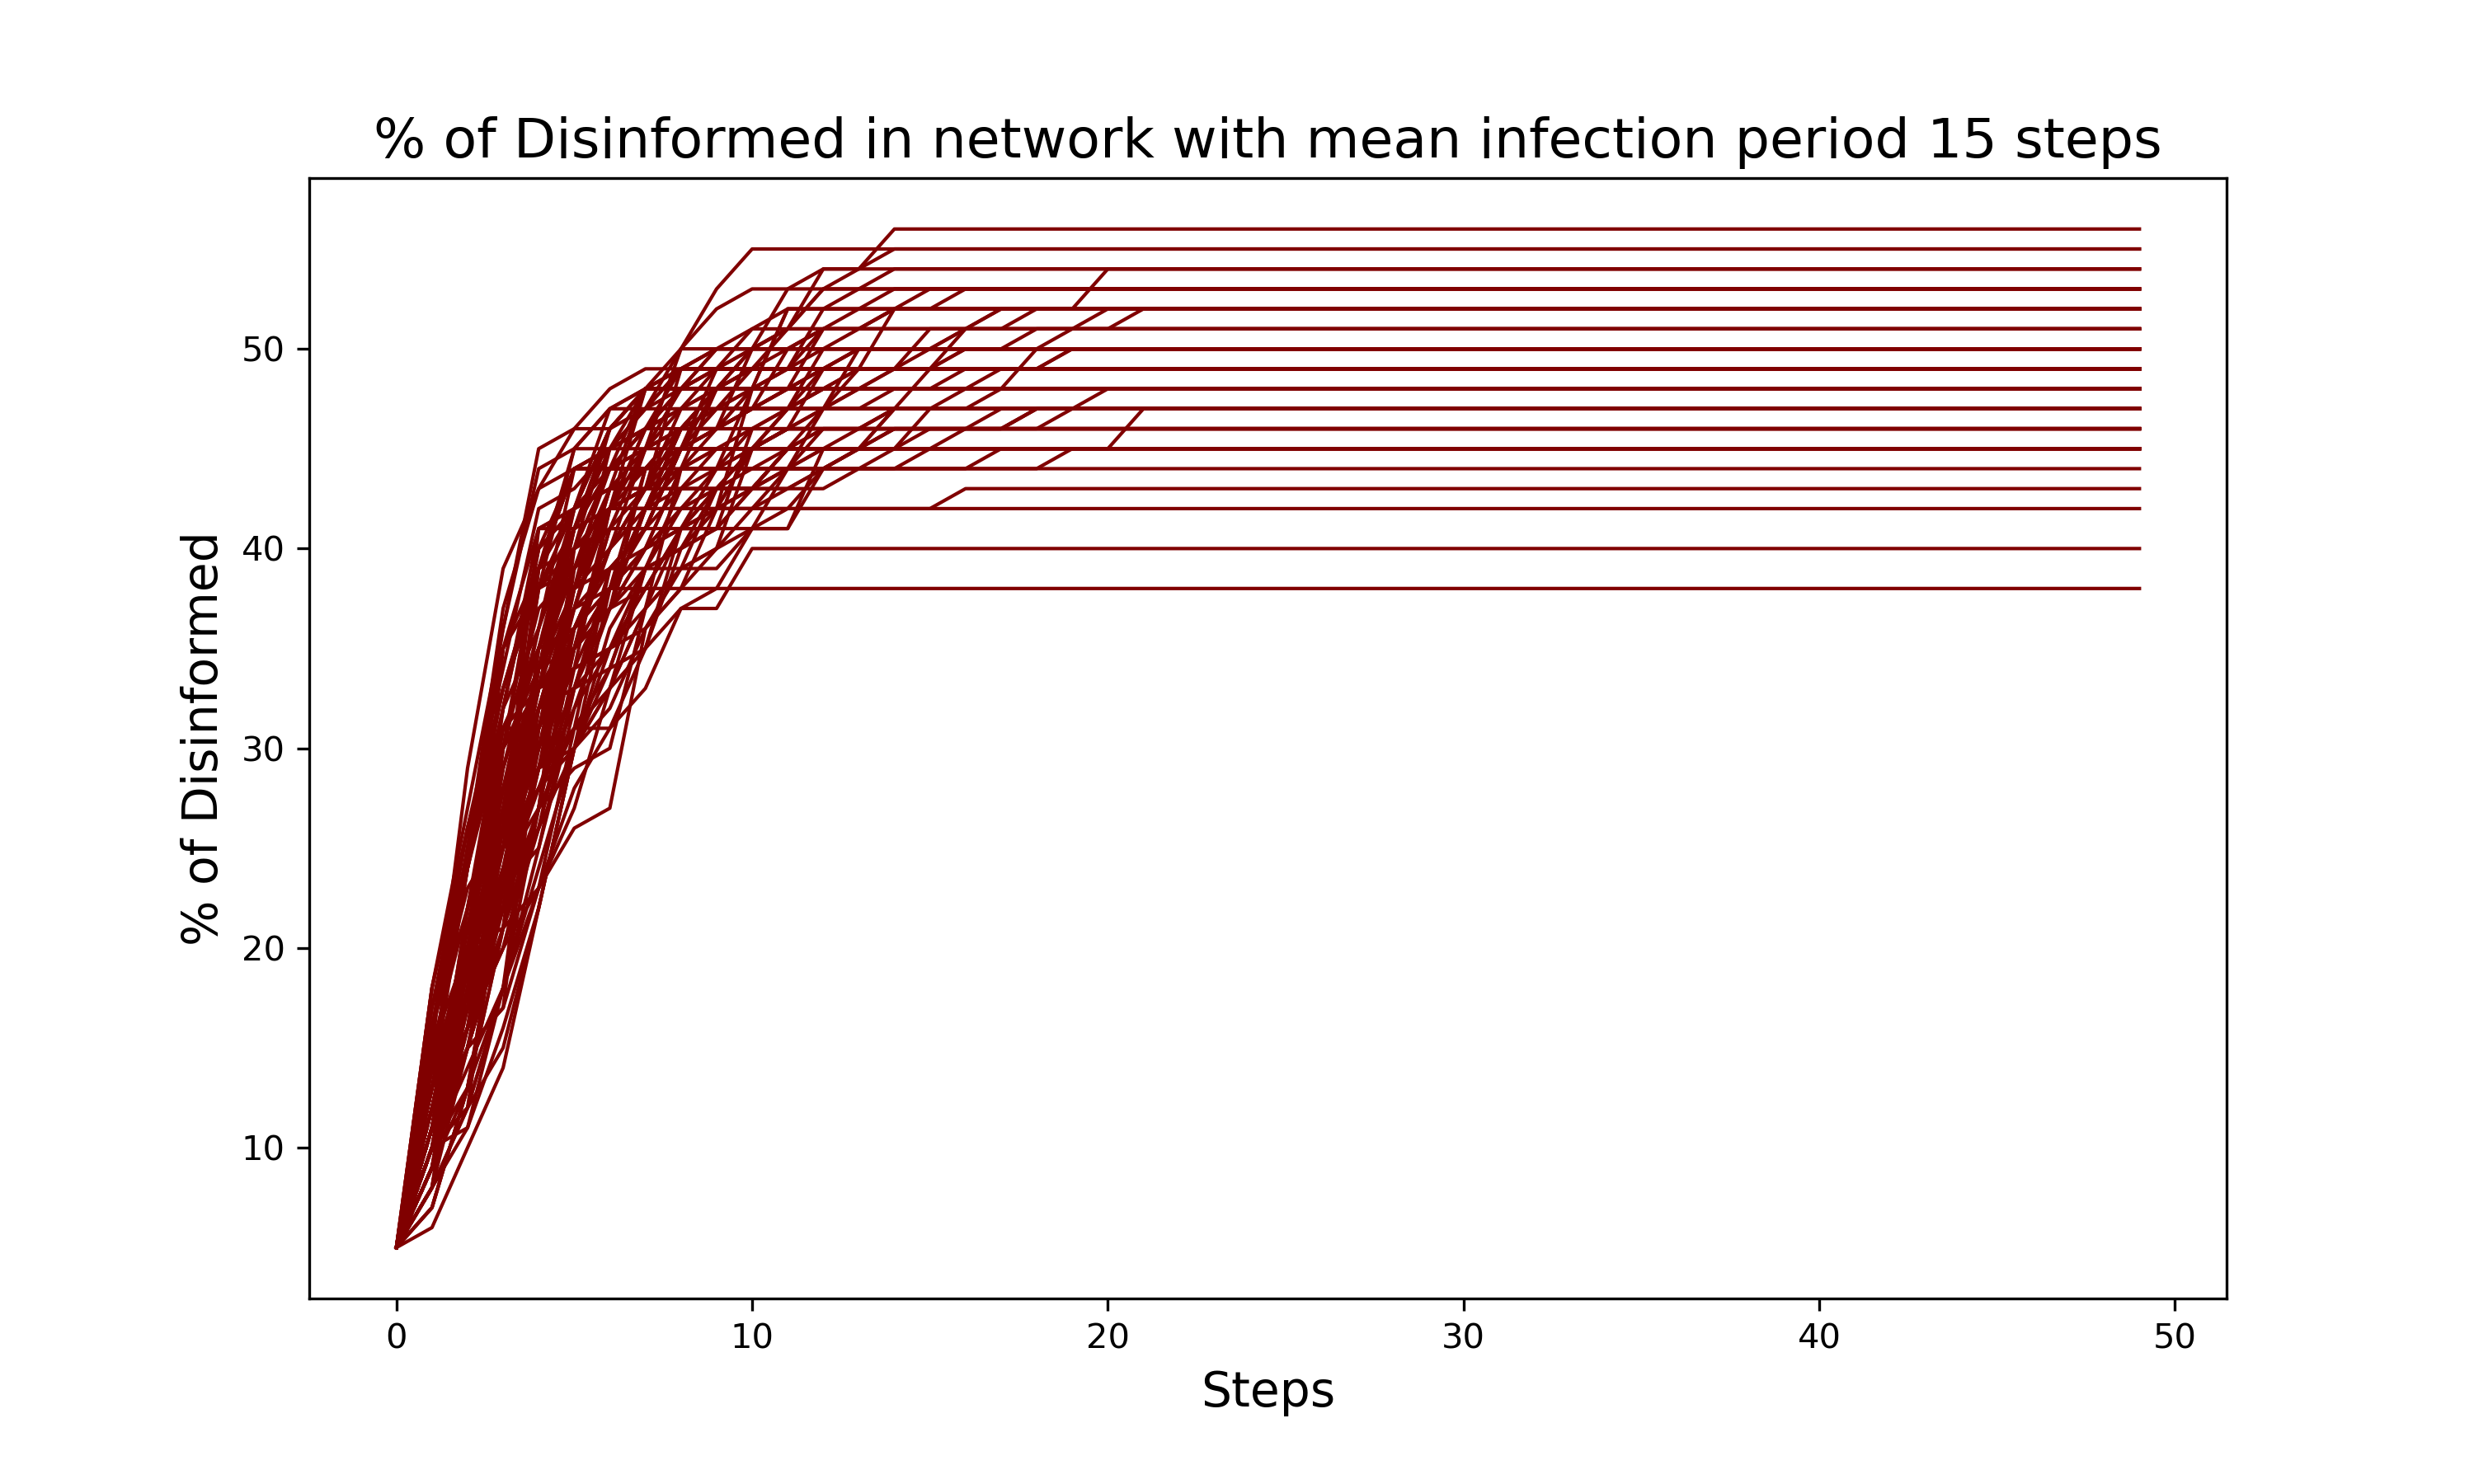 % of Disinformed in network with mean infection period 15 steps
% of Disinformed
50
40
30
20
10
0 10 20 30 40 50
Steps